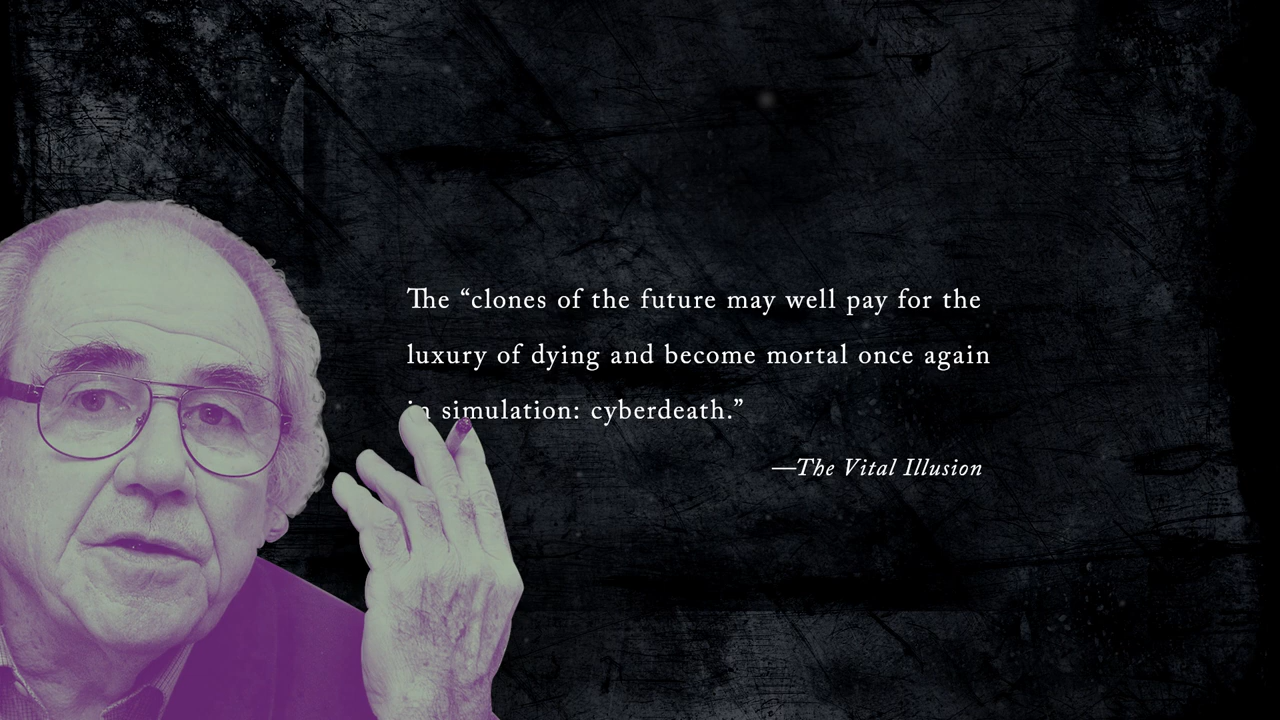 The “clones of the future may well pay for the
luxury of dying and become mortal once again
in simulation: cyberdeath.”
—The Vital Illusion